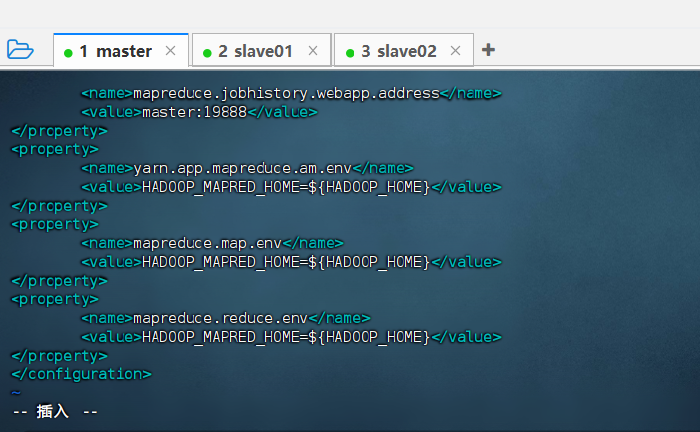 1 master × 2 slave01 × 3 slave02 × +
<name>mapreduce.jobhistory.webapp.address</name>
<value>master:19888</value>
</property>
<property>
<name>yarn.app.mapreduce.am.env</name>
<value>HADOOP_MAPRED_HOME=${HADOOP_HOME}</value>
</property>
<property>
<name>mapreduce.map.env</name>
<value>HADOOP_MAPRED_HOME=${HADOOP_HOME}</value>
</property>
<property>
<name>mapreduce.reduce.env</name>
<value>HADOOP_MAPRED_HOME=${HADOOP_HOME}</value>
</property>
</configuration>
~
-- 插入 --